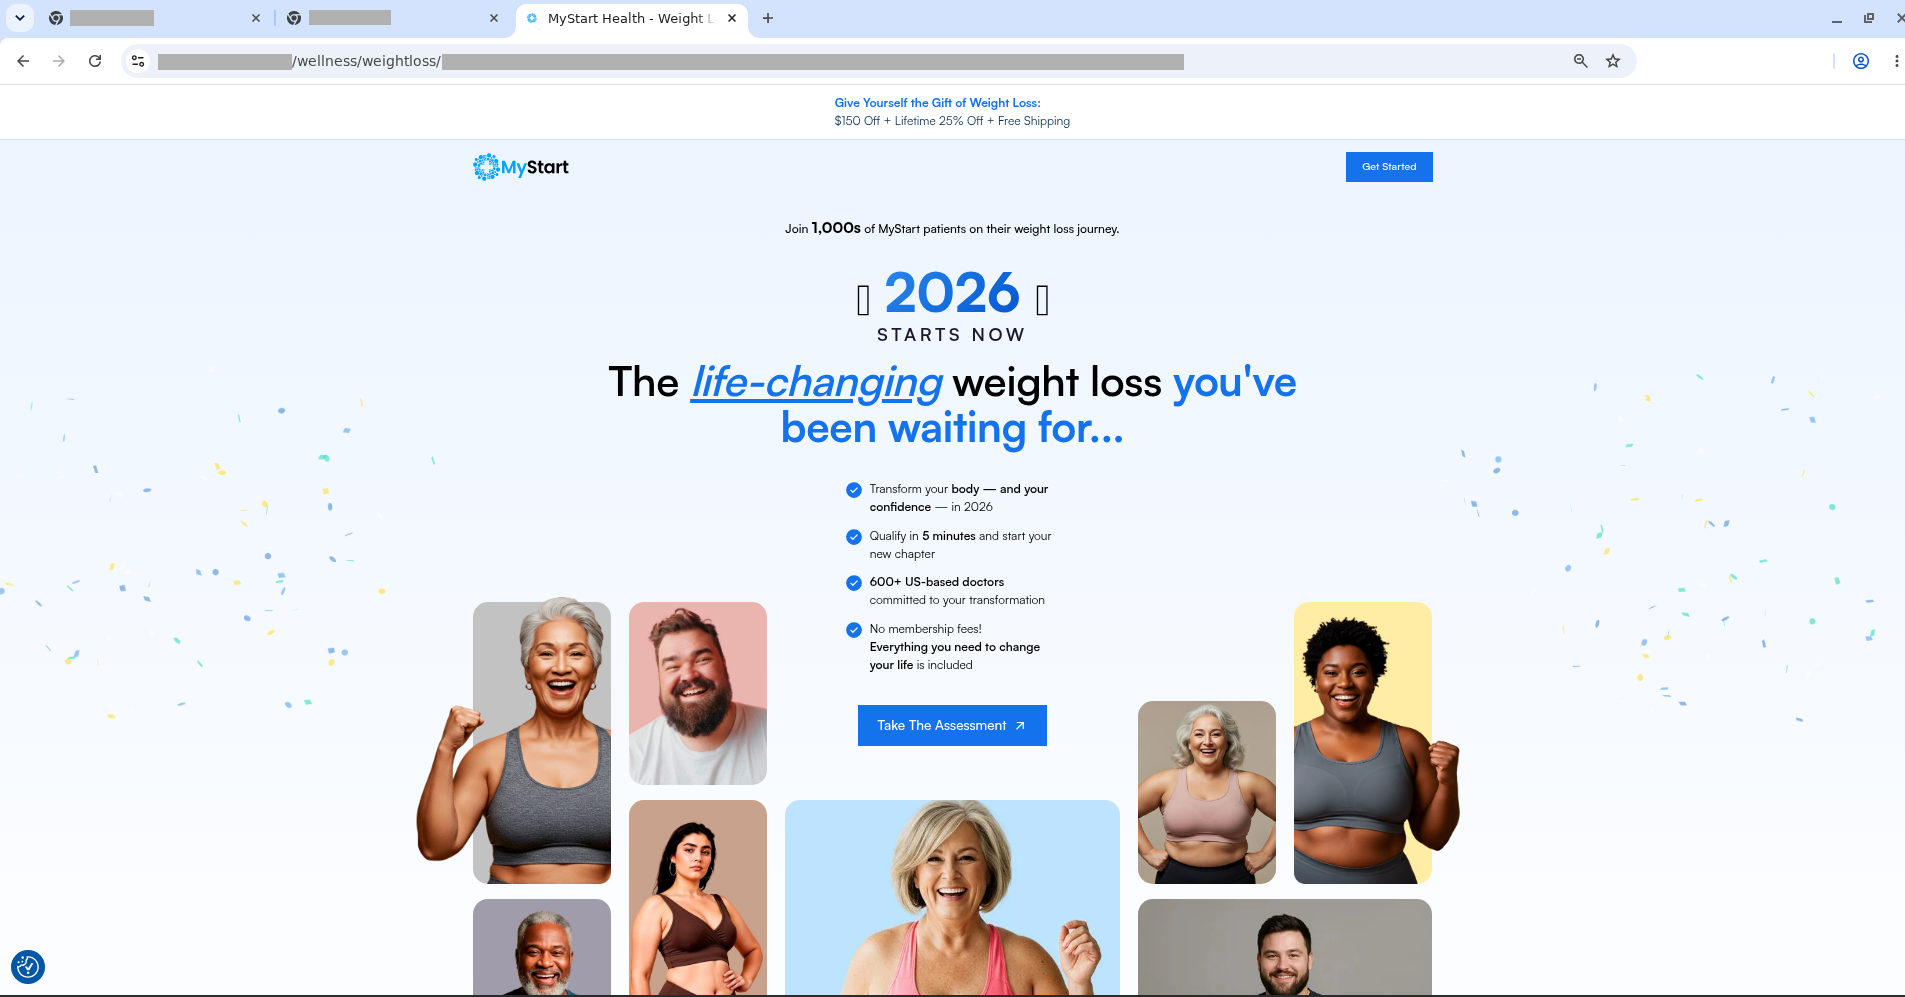 MyStart Health - Weight L
/wellness/weightloss/
Give Yourself the Gift of Weight Loss:
$150 Off + Lifetime 25% Off + Free Shipping
MyStart
Get Started
Join 1,000s of MyStart patients on their weight loss journey.
2026
STARTS NOW
The life-changing weight loss you've
been waiting for...
Transform your body — and your
confidence — in 2026
Qualify in 5 minutes and start your
new chapter
600+ US-based doctors
committed to your transformation
No membership fees!
Everything you need to change
your life is included
Take The Assessment